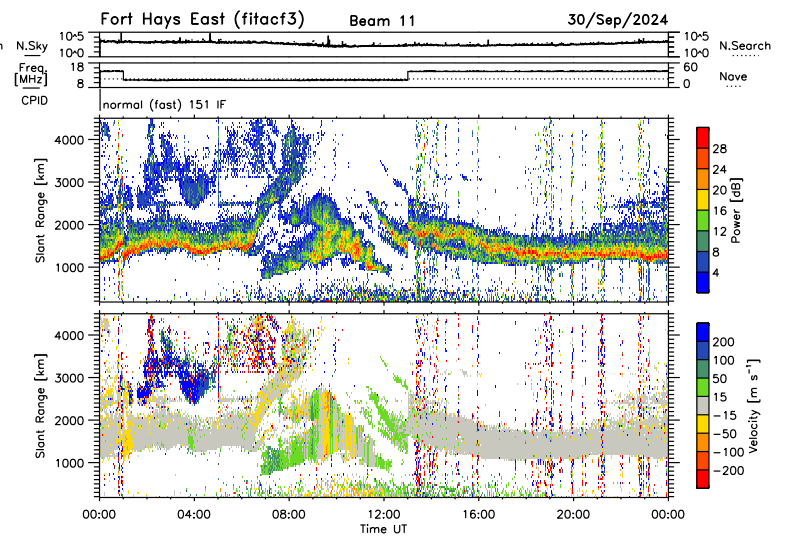 Fort Hays East (fitacf3) Beam 11 30/Sep/2024
N.Sky 10^5 10^0 10^5 10^0 N.Search
Freq. [MHz] 18 8 60 0 Nave
CPID normal (fast) 151 IF
Slant Range [km] 4000 3000 2000 1000
Power [dB] 28 24 20 16 12 8 4
Slant Range [km] 4000 3000 2000 1000
Velocity [m s⁻¹] 200 100 50 15 -15 -50 -100 -200
00:00 04:00 08:00 12:00 16:00 20:00 00:00
Time UT